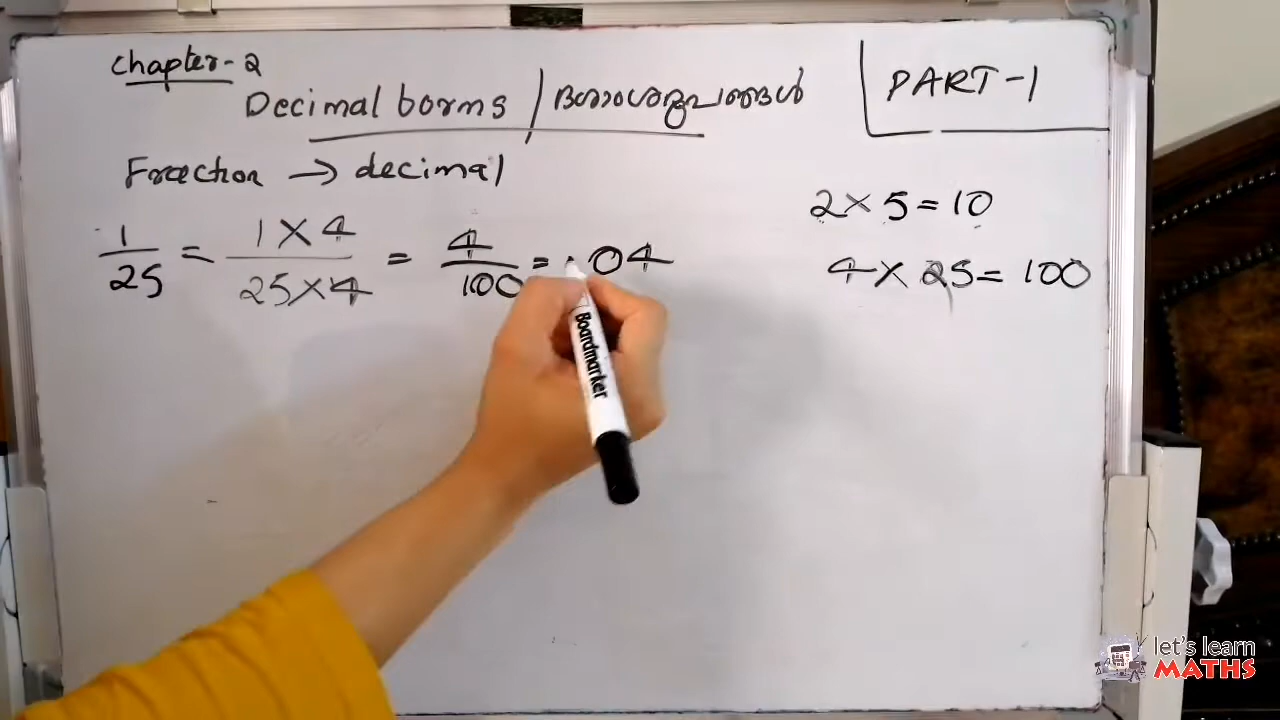 Chapter-2
Decimal borms / ദശാംശരൂപങ്ങൾ
PART-1
Fraction → decimal
2 × 5 = 10
1/25 = 1 × 4/25 × 4 = 4/100 = .04
4 × 25 = 100
Boardmarker
let's learn
MATHS